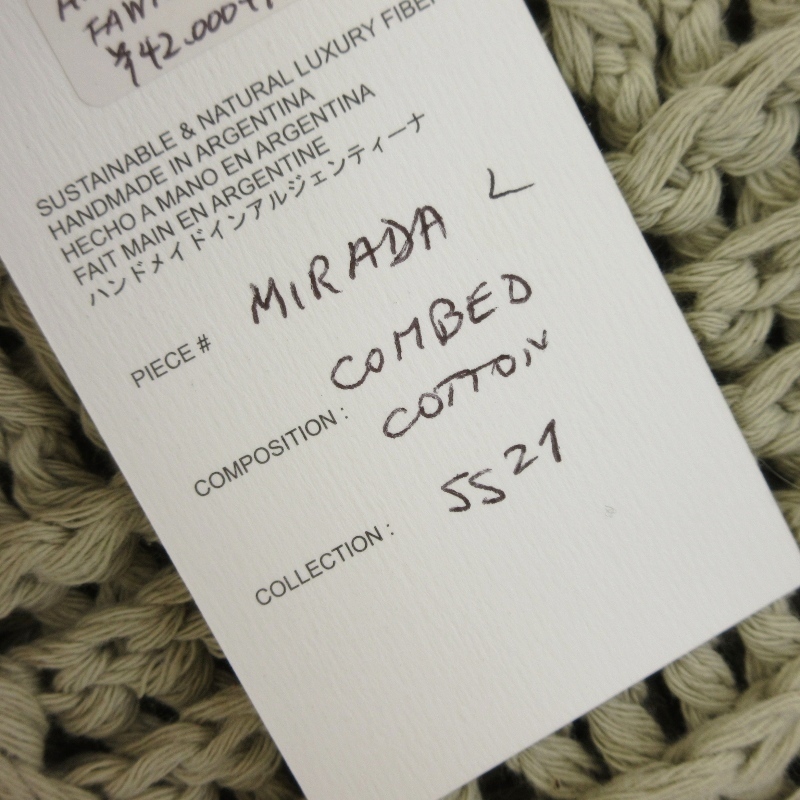 FAW
¥42.000+
SUSTAINABLE & NATURAL LUXURY FIBER
HANDMADE IN ARGENTINA
HECHO A MANO EN ARGENTINA
FAIT MAIN EN ARGENTINE
ハンドメイドインアルジェンティーナ
PIECE # MIRADA L
COMPOSITION : COMBED
COTTON
COLLECTION : SS21